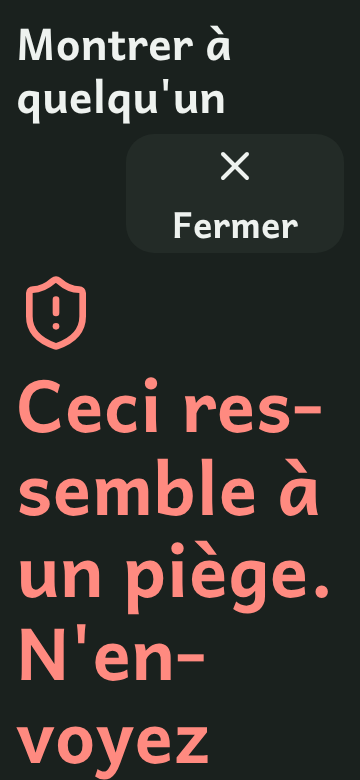 Montrer à
quelqu'un
Fermer
Ceci res-
semble à
un piège.
N'en-
voyez